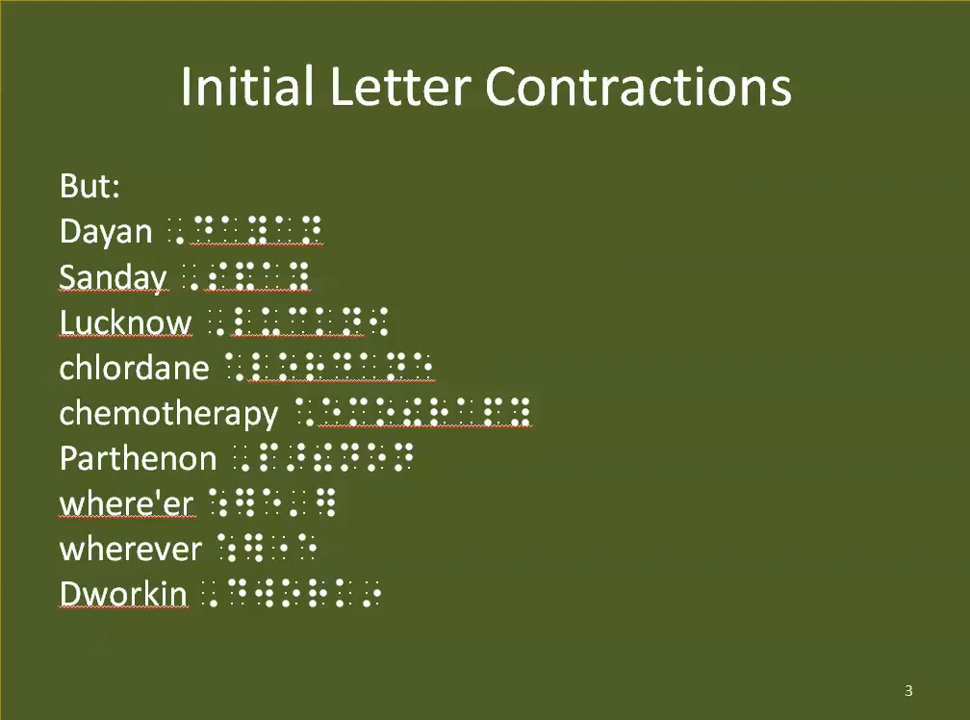 Initial Letter Contractions
But:
Dayan ⠠⠙⠁⠽⠁⠝
Sanday ⠠⠎⠯⠁⠽
Lucknow ⠠⠇⠥⠉⠅⠝⠪
chlordane ⠡⠇⠕⠗⠙⠁⠝⠑
chemotherapy ⠡⠑⠍⠕⠮⠗⠁⠏⠽
Parthenon ⠠⠏⠜⠮⠝⠕⠝
where'er ⠱⠻⠑⠄⠻
wherever ⠱⠻⠐⠑
Dworkin ⠠⠙⠺⠕⠗⠅⠔
3